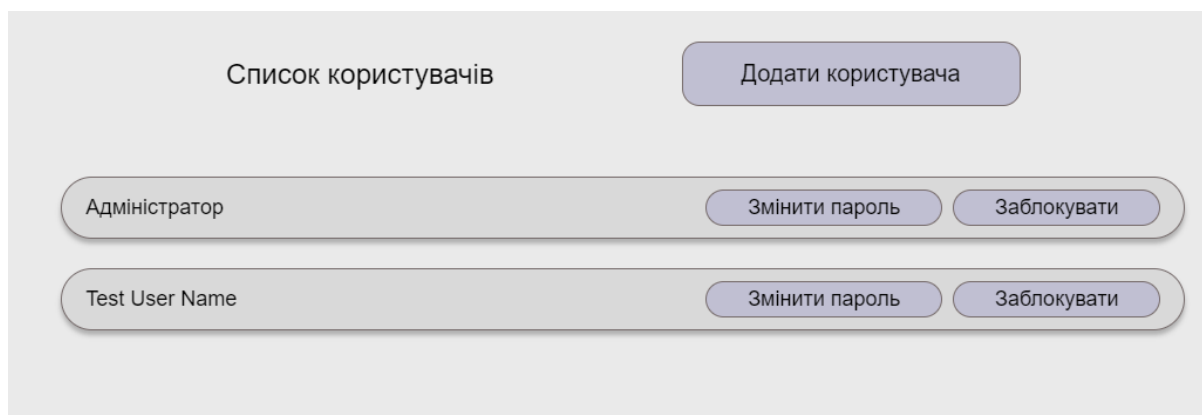 Список користувачів Додати користувача
Адміністратор Змінити пароль Заблокувати
Test User Name Змінити пароль Заблокувати